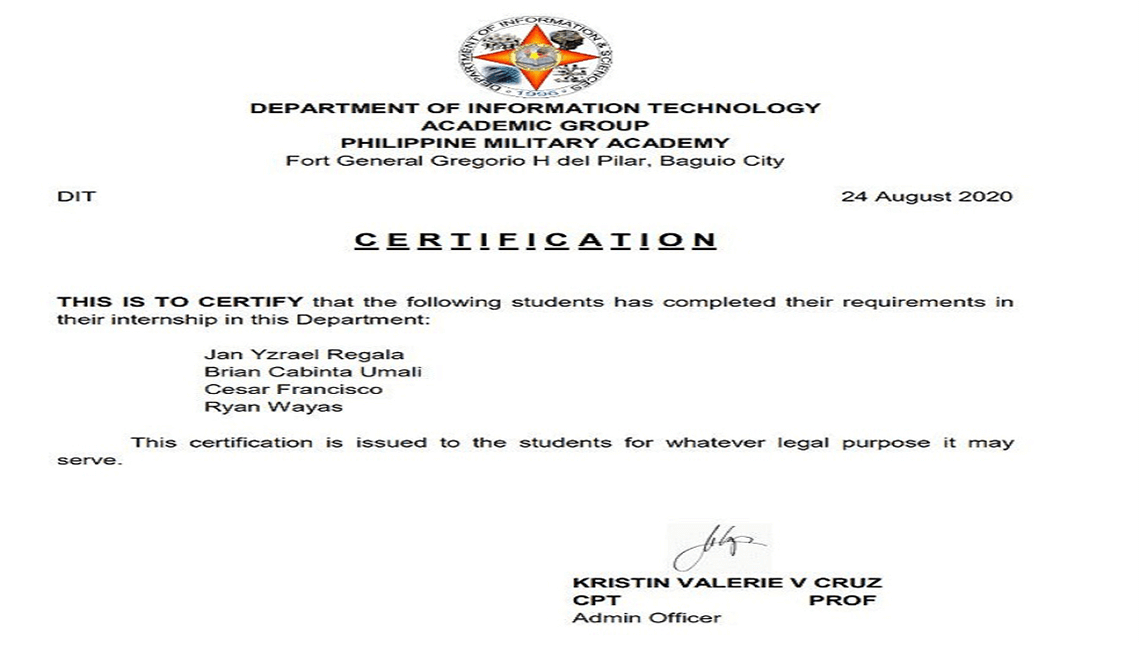 DEPARTMENT OF INFORMATION & SCIENCES
• 1996 •
DEPARTMENT OF INFORMATION TECHNOLOGY
ACADEMIC GROUP
PHILIPPINE MILITARY ACADEMY
Fort General Gregorio H del Pilar, Baguio City
DIT 24 August 2020
CERTIFICATION
THIS IS TO CERTIFY that the following students has completed their requirements in
their internship in this Department:
Jan Yzrael Regala
Brian Cabinta Umali
Cesar Francisco
Ryan Wayas
This certification is issued to the students for whatever legal purpose it may
serve.
KRISTIN VALERIE V CRUZ
CPT PROF
Admin Officer